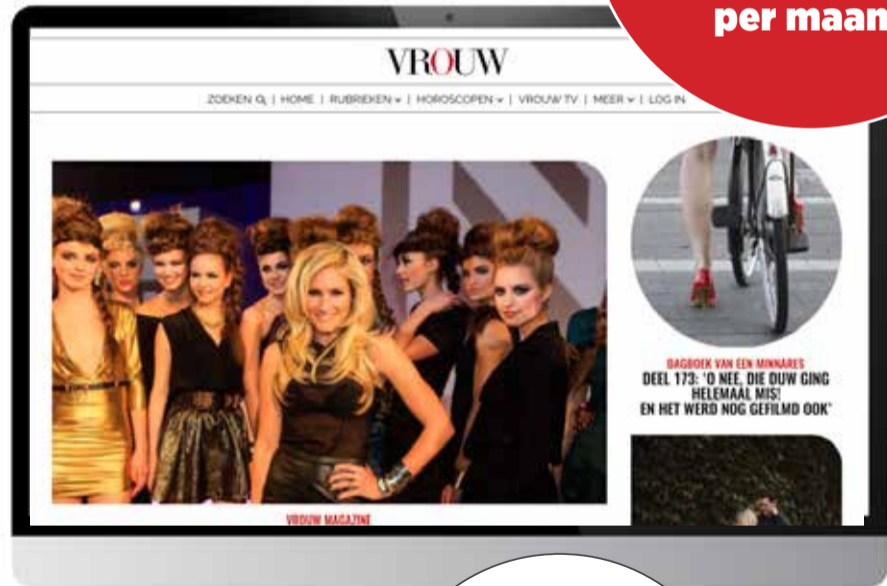 per maan
VROUW
ZOEKEN | HOME | RUBRIEKEN | HOROSCOPEN | VROUW TV | MEER | LOG IN
DAGBOEK VAN EEN MINNARES
DEEL 173: 'O NEE, DIE DUW GING
HELEMAAL MIS!
EN HET WERD NOG GEFILMD OOK'
VROUW MAGAZINE